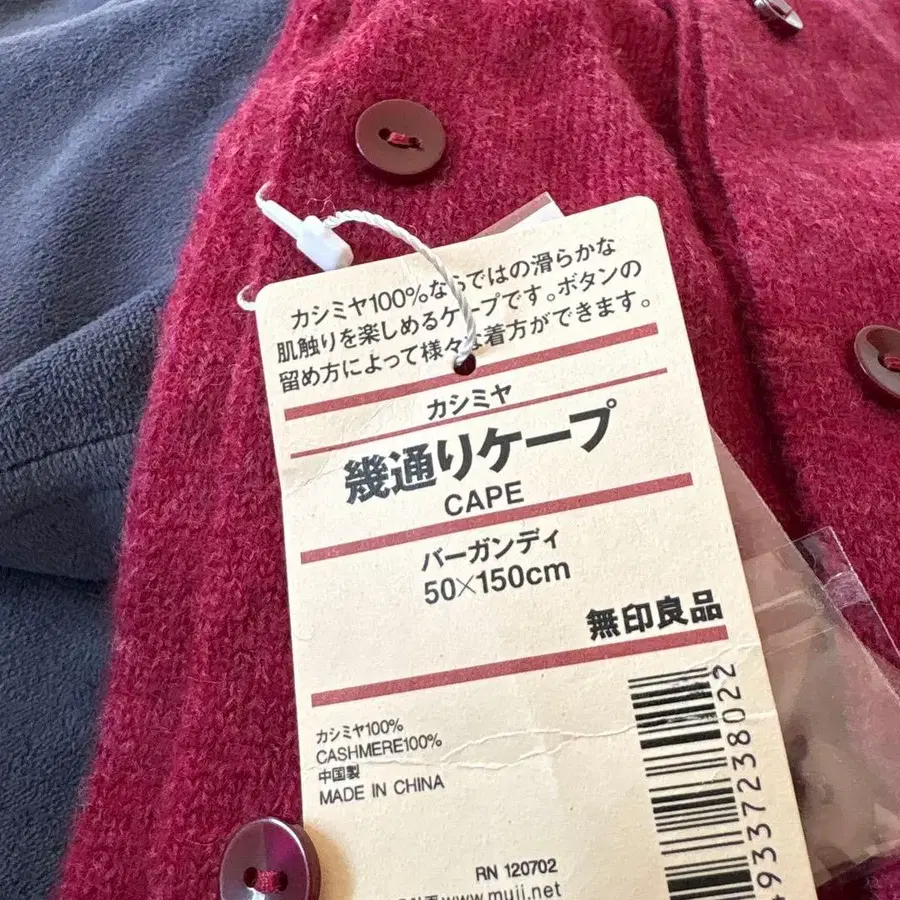 カシミヤ100%ならではの滑らかな
肌触りを楽しめるケープです。ボタンの
留め方によって様々な着方ができます。
カシミヤ
幾通りケープ
CAPE
バーガンディ
50×150cm
無印良品
カシミヤ100%
CASHMERE100%
中国製
MADE IN CHINA
RN 120702
www.muji.net
933723 8022